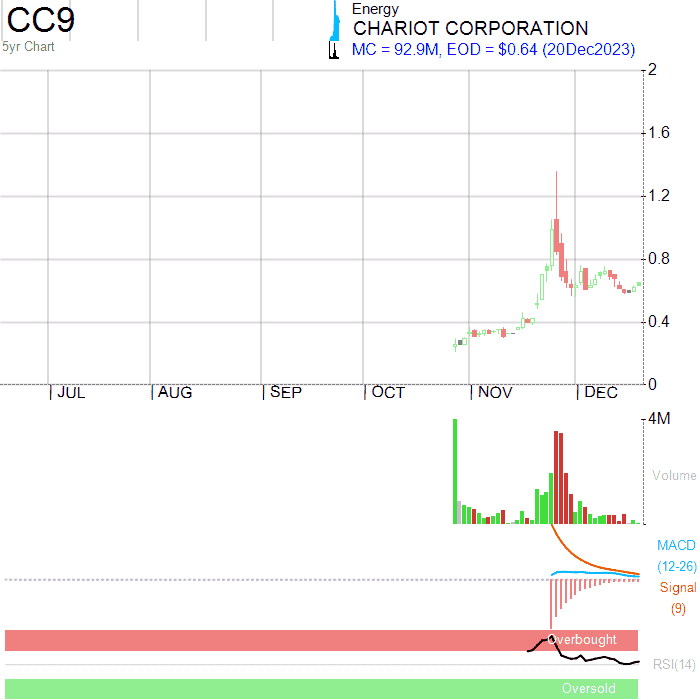 CC9
5yr Chart
Energy
CHARIOT CORPORATION
MC = 92.9M, EOD = $0.64 (20Dec2023)
2
1.6
1.2
0.8
0.4
0
JUL AUG SEP OCT NOV DEC
4M
Volume
MACD
(12-26)
Signal
(9)
Overbought
RSI(14)
Oversold